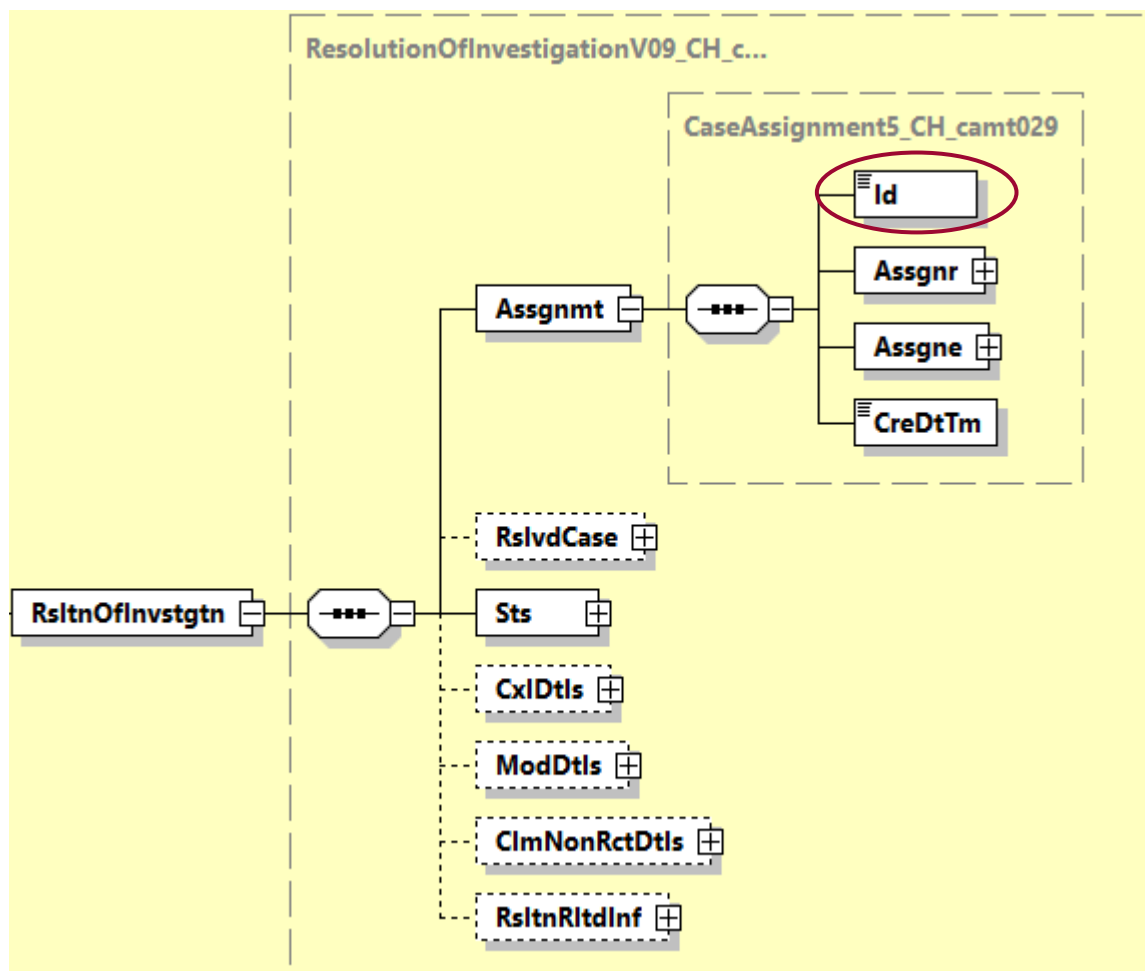 ResolutionOfInvestigationV09_CH_c...
CaseAssignment5_CH_camt029
Id
Assgnr
Assgne
CreDtTm
Assgnmt
RslvdCase
RsltnOfInvstgtn
Sts
CxlDtls
ModDtls
ClmNonRctDtls
RsltnRltdInf